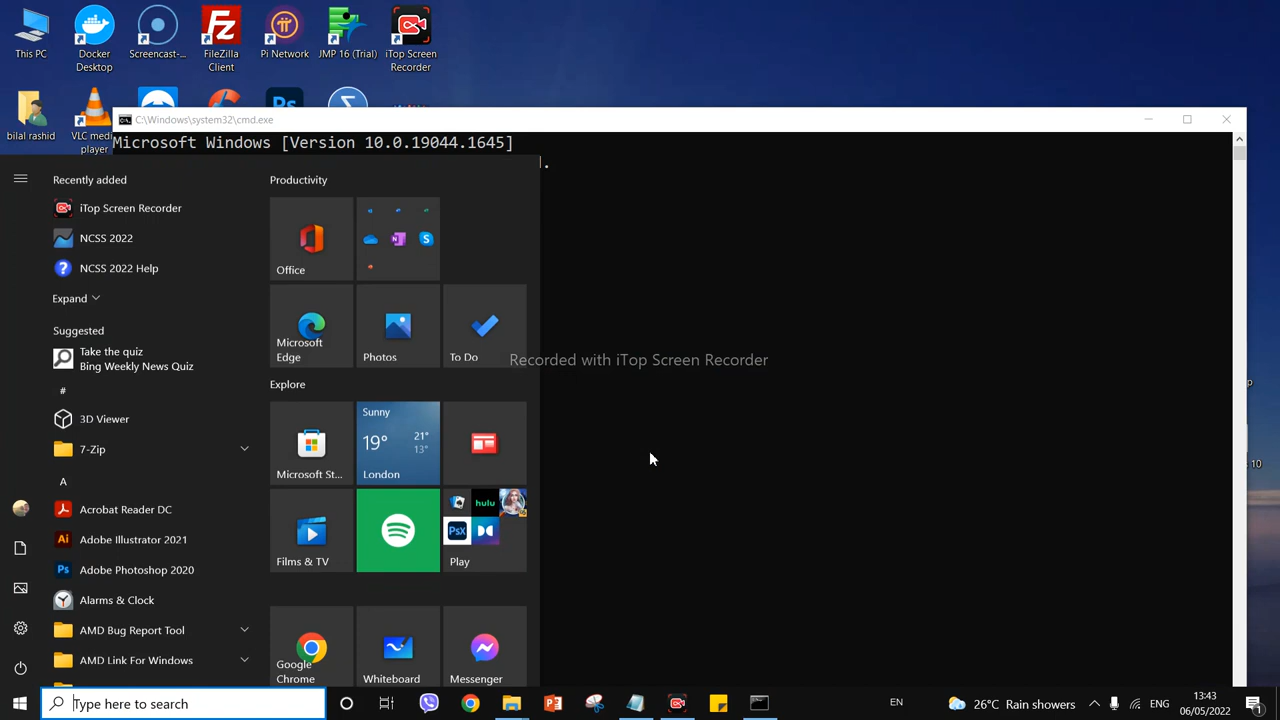 This PC
Docker
Desktop
Screencast-...
FileZilla
Client
Pi Network
JMP 16 (Trial)
iTop Screen
Recorder
bilal rashid
VLC medi
player
C:\Windows\system32\cmd.exe
Microsoft Windows [Version 10.0.19044.1645]
Recently added
iTop Screen Recorder
NCSS 2022
NCSS 2022 Help
Expand
Suggested
Take the quiz
Bing Weekly News Quiz
#
3D Viewer
7-Zip
A
Acrobat Reader DC
Adobe Illustrator 2021
Adobe Photoshop 2020
Alarms & Clock
AMD Bug Report Tool
AMD Link For Windows
Productivity
Office
Microsoft
Edge
Photos
To Do
Explore
Microsoft St...
Sunny
19°
21°
13°
London
Films & TV
hulu
PsX
Play
Google
Chrome
Whiteboard
Messenger
Recorded with iTop Screen Recorder
p
10
Type here to search
EN
26°C Rain showers
ENG
13:43
06/05/2022
1